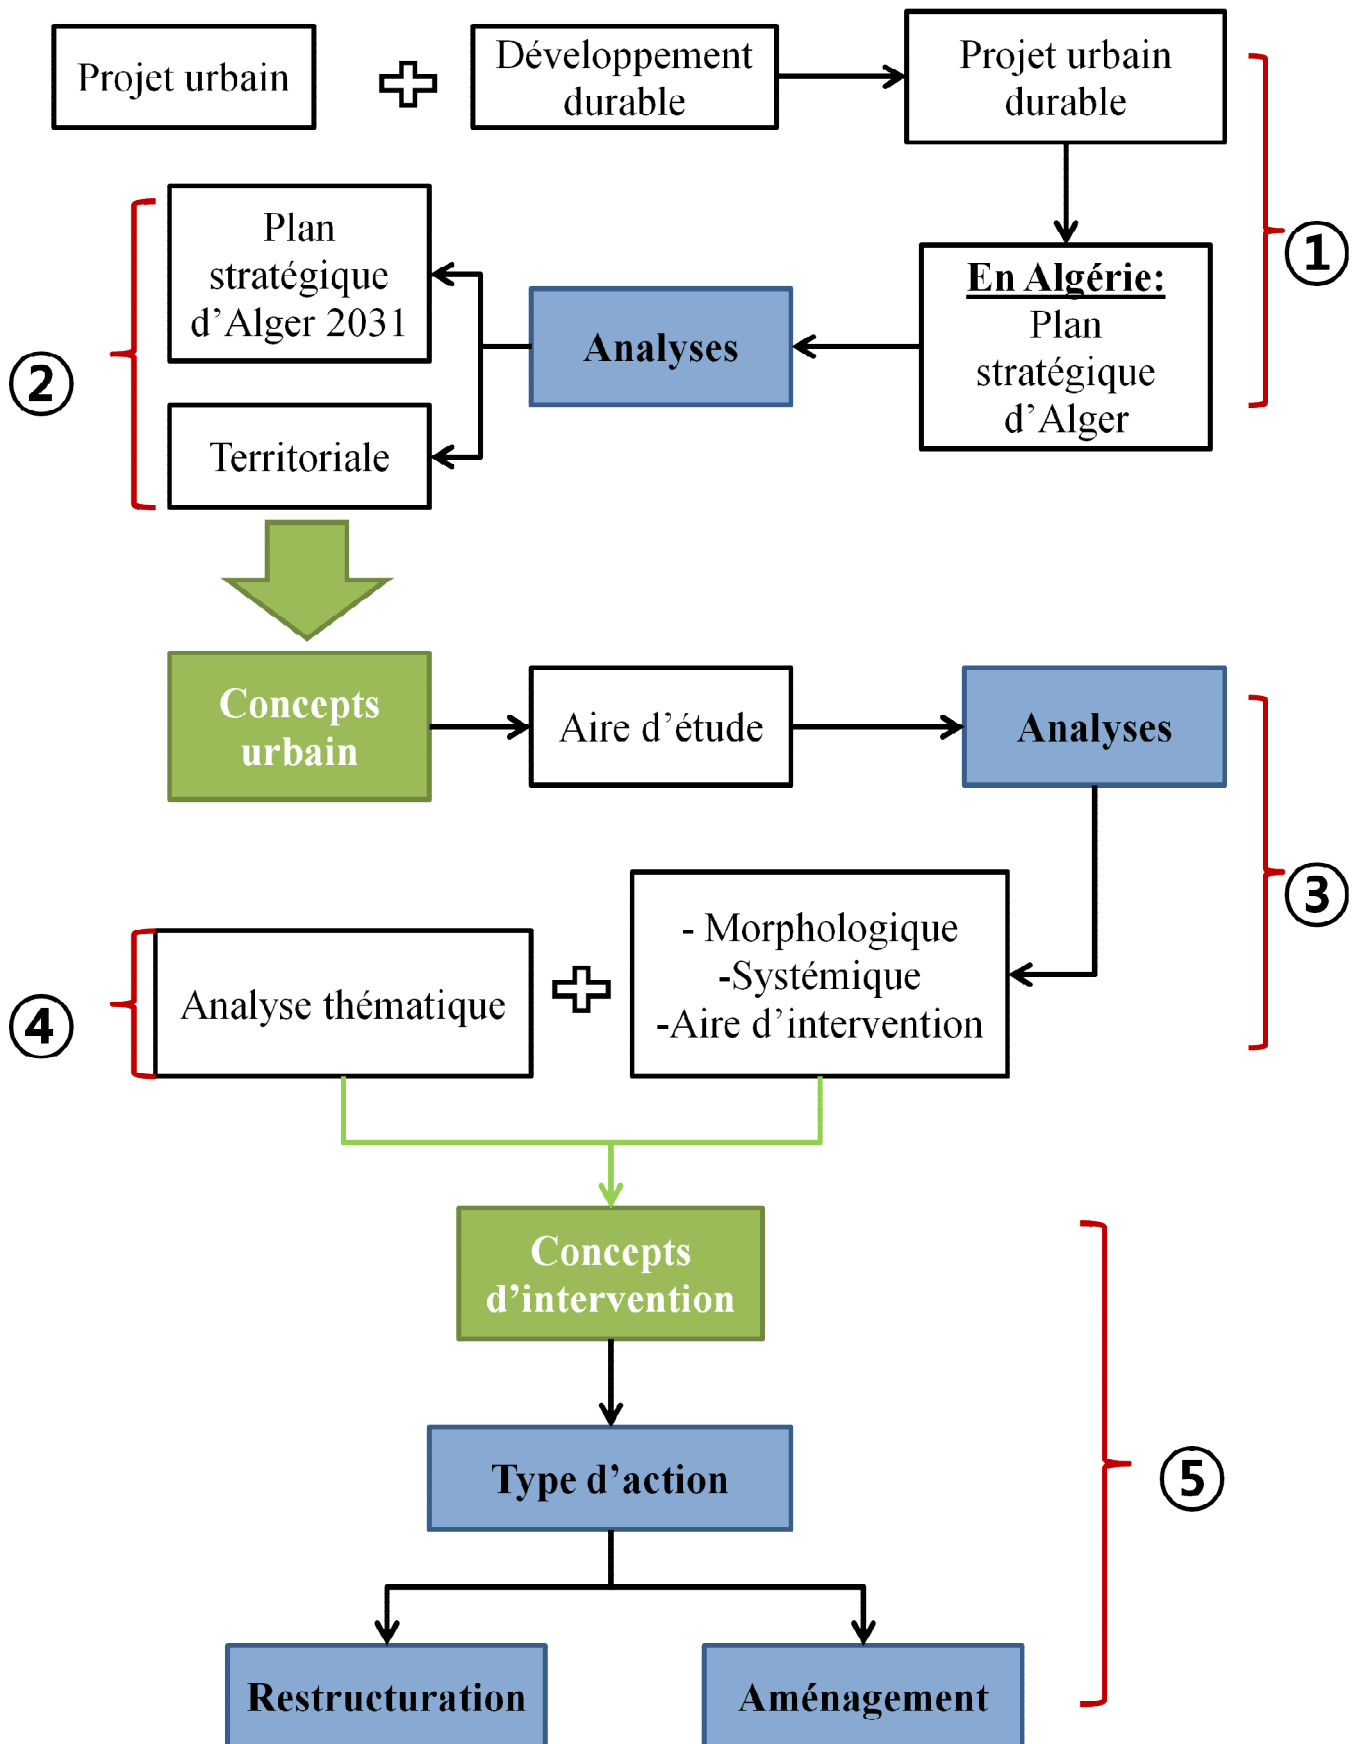 Projet urbain
Développement
durable
Projet urbain
durable
①
Plan
stratégique
d’Alger 2031
Analyses
En Algérie:
Plan
stratégique
d’Alger
②
Territoriale
Concepts
urbain
Aire d’étude
Analyses
③
- Morphologique
-Systémique
-Aire d’intervention
Analyse thématique
④
Concepts
d’intervention
Type d’action
⑤
Restructuration
Aménagement